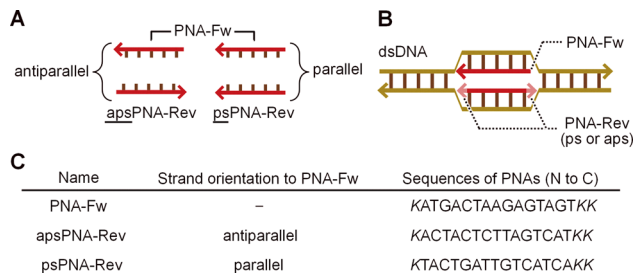 A
PNA-Fw
antiparallel
parallel
apsPNA-Rev
psPNA-Rev
B
dsDNA
PNA-Fw
PNA-Rev
(ps or aps)
C
Name Strand orientation to PNA-Fw Sequences of PNAs (N to C)
PNA-Fw – KATGACTAAGAGTAGTKK
apsPNA-Rev antiparallel KACTACTCTTAGTCATKK
psPNA-Rev parallel KTACTGATTGTCATCAKK